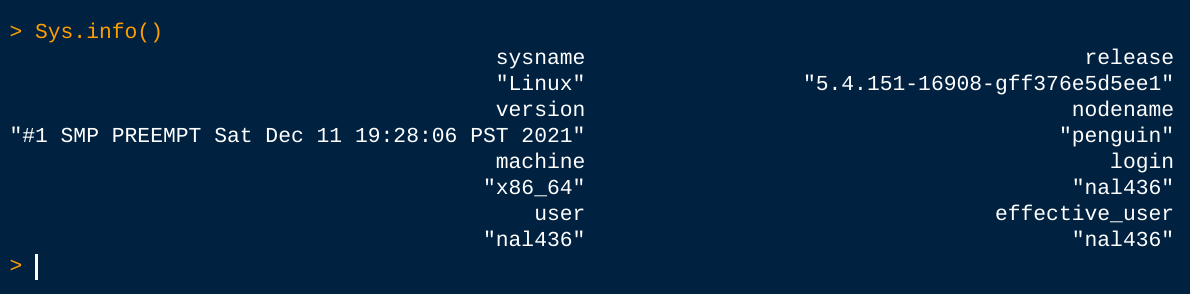 > Sys.info()
sysname release
"Linux" "5.4.151-16908-gff376e5d5ee1"
version nodename
"#1 SMP PREEMPT Sat Dec 11 19:28:06 PST 2021" "penguin"
machine login
"x86_64" "nal436"
user effective_user
"nal436" "nal436"
>